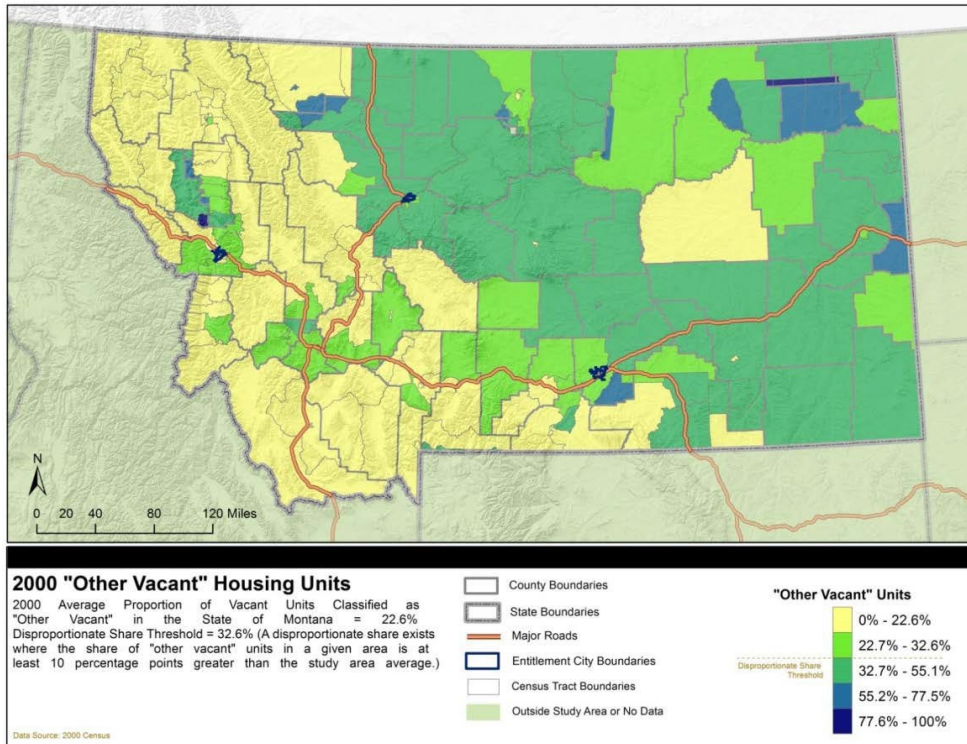 N
0 20 40 80 120 Miles
2000 "Other Vacant" Housing Units
2000 Average Proportion of Vacant Units Classified as
"Other Vacant" in the State of Montana = 22.6%
Disproportionate Share Threshold = 32.6% (A disproportionate share exists
where the share of "other vacant" units in a given area is at
least 10 percentage points greater than the study area average.)
Data Source: 2000 Census
County Boundaries
State Boundaries
Major Roads
Entitlement City Boundaries
Census Tract Boundaries
Outside Study Area or No Data
"Other Vacant" Units
0% - 22.6%
22.7% - 32.6%
Disproportionate Share
Threshold
32.7% - 55.1%
55.2% - 77.5%
77.6% - 100%